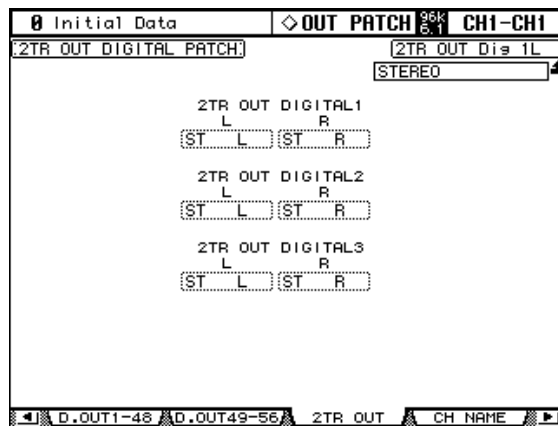 0 Initial Data ◇OUT PATCH 96k 6.1 CH1-CH1
2TR OUT DIGITAL PATCH 2TR OUT Dig 1L
STEREO
2TR OUT DIGITAL1
L R
ST L ST R
2TR OUT DIGITAL2
L R
ST L ST R
2TR OUT DIGITAL3
L R
ST L ST R
D.OUT1-48 D.OUT49-56 2TR OUT CH NAME